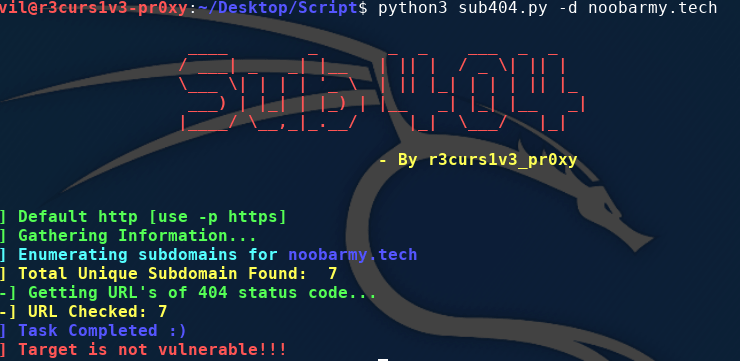 vil@r3curs1v3-pr0xy:~/Desktop/Script$ python3 sub404.py -d noobarmy.tech
Sub 404
- By r3curs1v3_pr0xy
] Default http [use -p https]
] Gathering Information...
] Enumerating subdomains for noobarmy.tech
] Total Unique Subdomain Found:  7
-] Getting URL's of 404 status code...
-] URL Checked: 7
] Task Completed :)
] Target is not vulnerable!!!